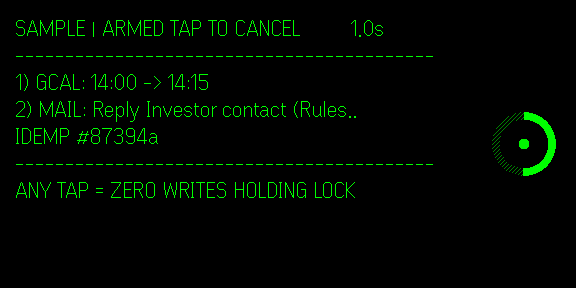 SAMPLE | ARMED TAP TO CANCEL 1.0s
------------------------------------------
1) GCAL: 14:00 -> 14:15
2) MAIL: Reply Investor contact (Rules..
IDEMP #87394a
------------------------------------------
ANY TAP = ZERO WRITES HOLDING LOCK